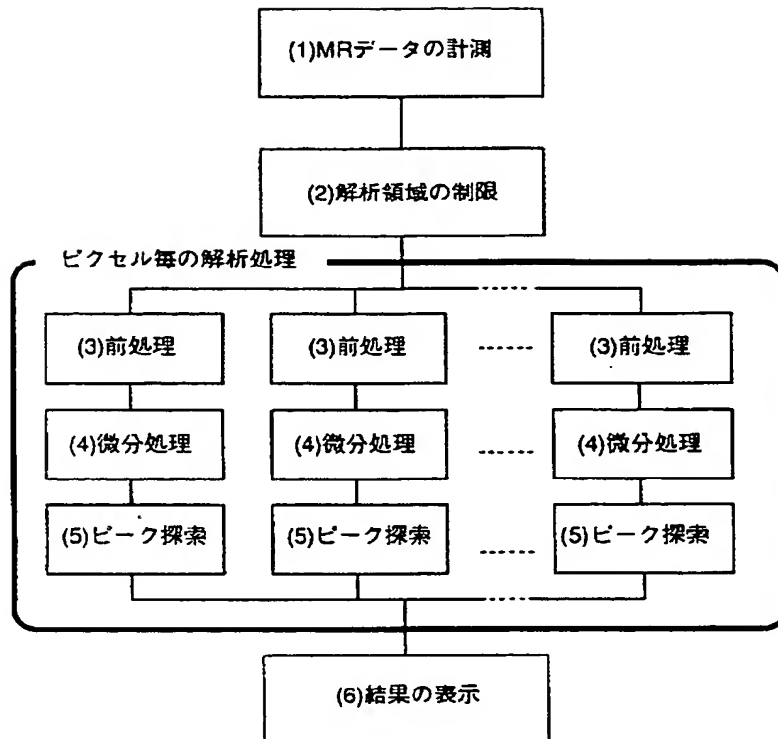 (1)MRデータの計測
(2)解析領域の制限
ピクセル毎の解析処理
(3)前処理 (3)前処理 (3)前処理
(4)微分処理 (4)微分処理 (4)微分処理
(5)ピーク探索 (5)ピーク探索 (5)ピーク探索
(6)結果の表示